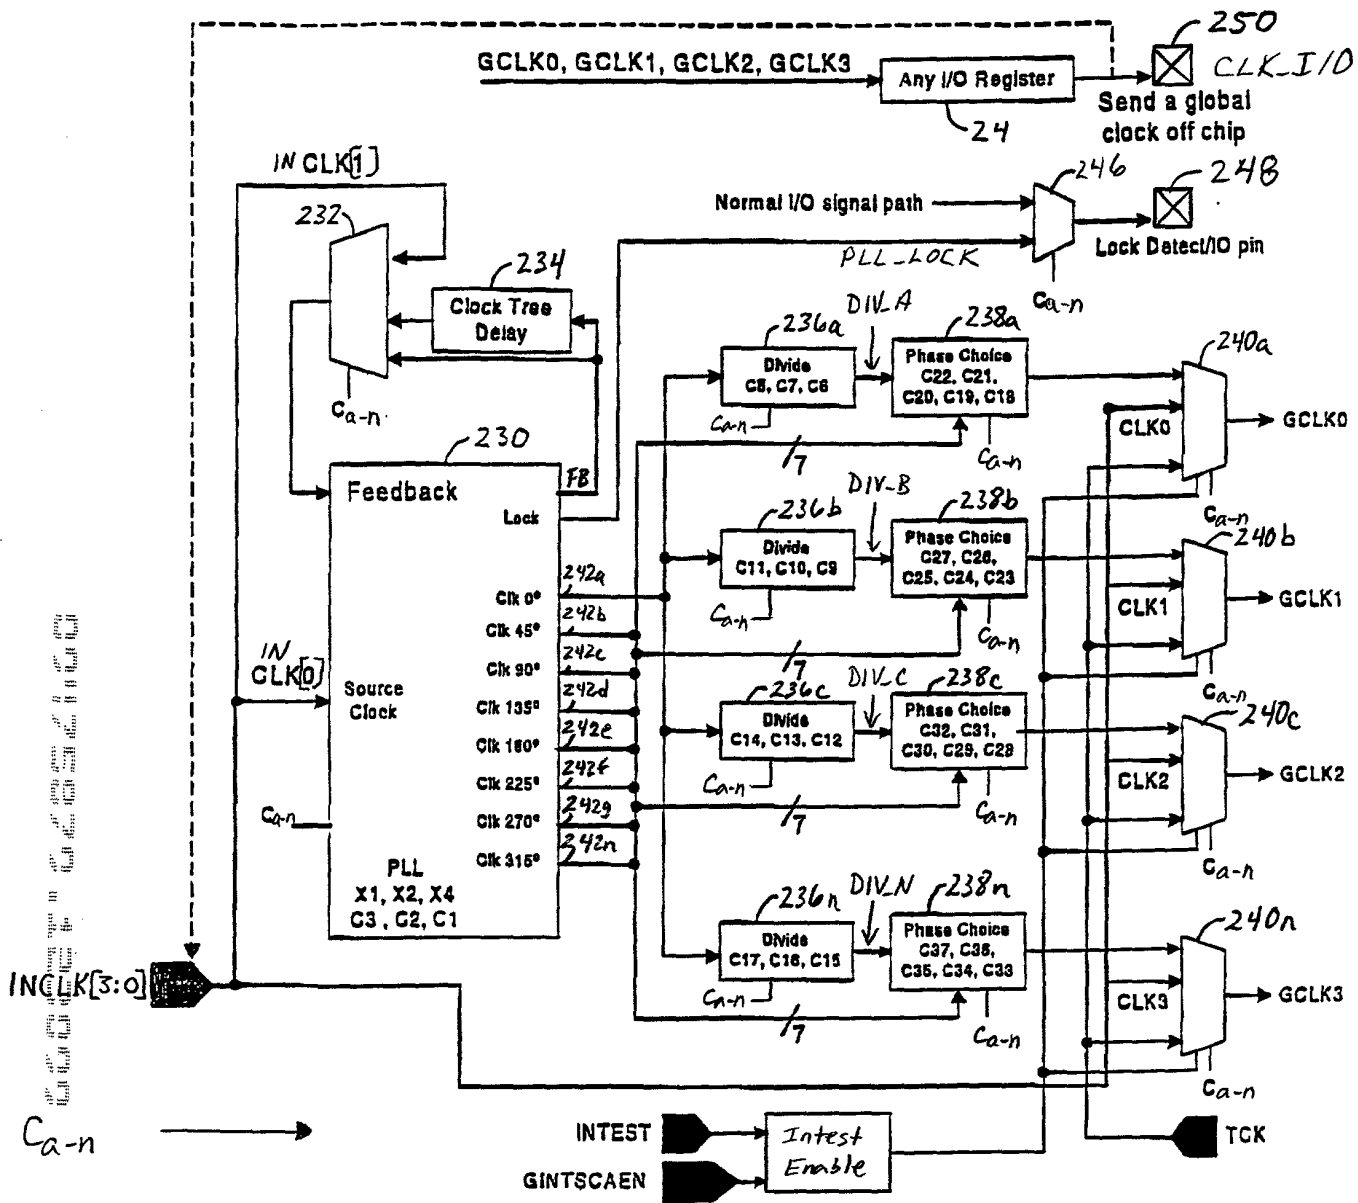 250
GCLK0, GCLK1, GCLK2, GCLK3
Any I/O Register
CLK_I/O
24
Send a global
clock off chip
IN CLK[1]
246
248
Normal I/O signal path
232
Lock Detect/IO pin
PLL_LOCK
234
Ca-n
Clock Tree
Delay
DIV_A
236a
238a
240a
Divide
C8, C7, C6
Phase Choice
C22, C21,
C20, C19, C18
Ca-n
Ca-n
CLK0
GCLK0
Ca-n
7
230
Feedback
FB
Lock
DIV_B
236b
238b
Ca-n
240b
Divide
C11, C10, C9
Phase Choice
C27, C26,
C25, C24, C23
242a
Clk 0°
CLK1
GCLK1
242b
Clk 45°
Ca-n
Ca-n
7
242c
Clk 90°
IN
CLK[0]
Source
Clock
DIV_C
236c
238c
Ca-n
240c
242d
Clk 135°
Divide
C14, C13, C12
Phase Choice
C32, C31,
C30, C29, C28
242e
Clk 180°
242f
Clk 225°
CLK2
GCLK2
Ca-n
Ca-n
Ca-n
242g
Clk 270°
7
242n
Clk 315°
Ca-n
PLL
X1, X2, X4
C3, C2, C1
DIV_N
236n
238n
240n
Divide
C17, C16, C15
Phase Choice
C37, C36,
C35, C34, C33
INCLK[3:0]
Ca-n
CLK3
GCLK3
7
Ca-n
Ca-n
Ca-n
INTEST
Intest
Enable
TCK
GINTSCAEN